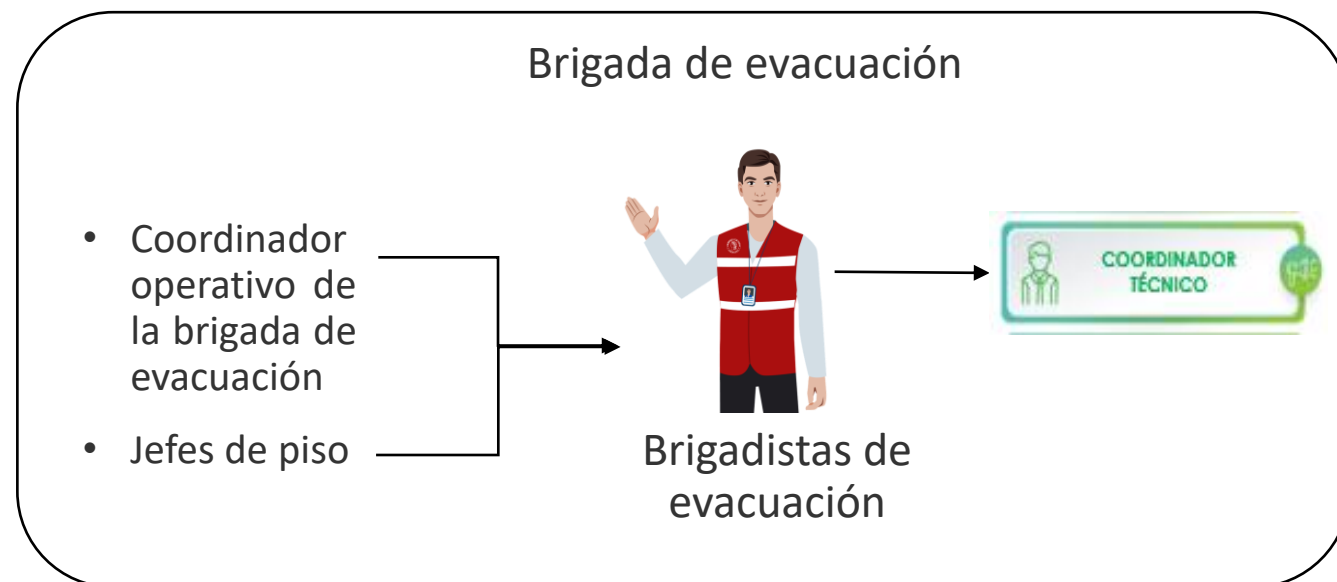 Brigada de evacuación
• Coordinador
operativo de
la brigada de
evacuación
• Jefes de piso
Brigadistas de
evacuación
COORDINADOR
TÉCNICO